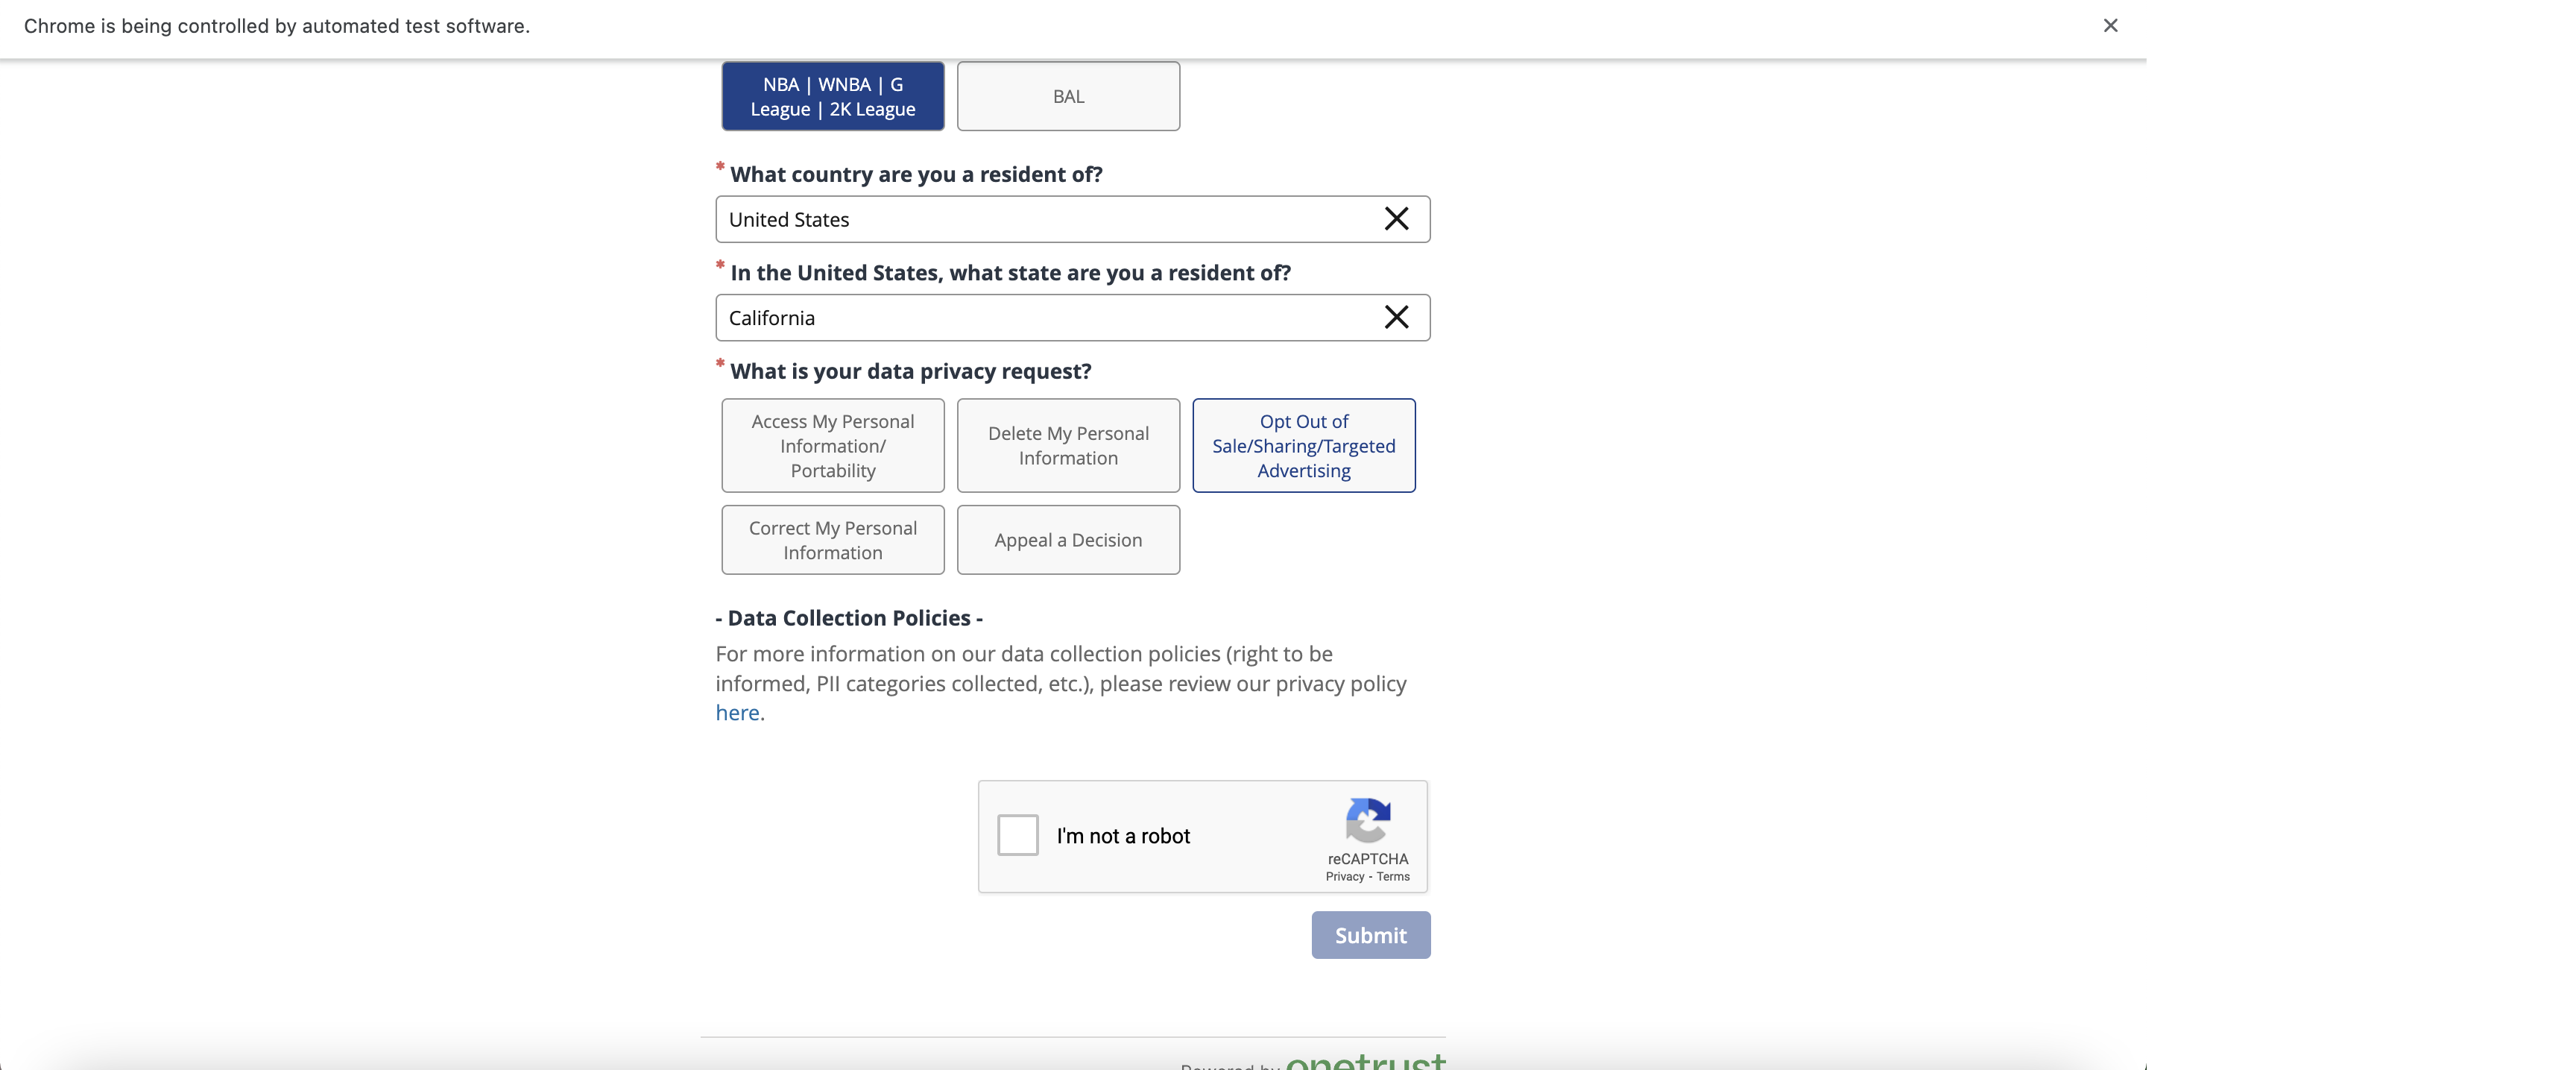 Chrome is being controlled by automated test software.
NBA | WNBA | G
League | 2K League
BAL
* What country are you a resident of?
United States
* In the United States, what state are you a resident of?
California
* What is your data privacy request?
Access My Personal
Information/
Portability
Delete My Personal
Information
Opt Out of
Sale/Sharing/Targeted
Advertising
Correct My Personal
Information
Appeal a Decision
- Data Collection Policies -
For more information on our data collection policies (right to be
informed, PII categories collected, etc.), please review our privacy policy
here.
I'm not a robot
reCAPTCHA
Privacy - Terms
Submit
Powered by onetrust